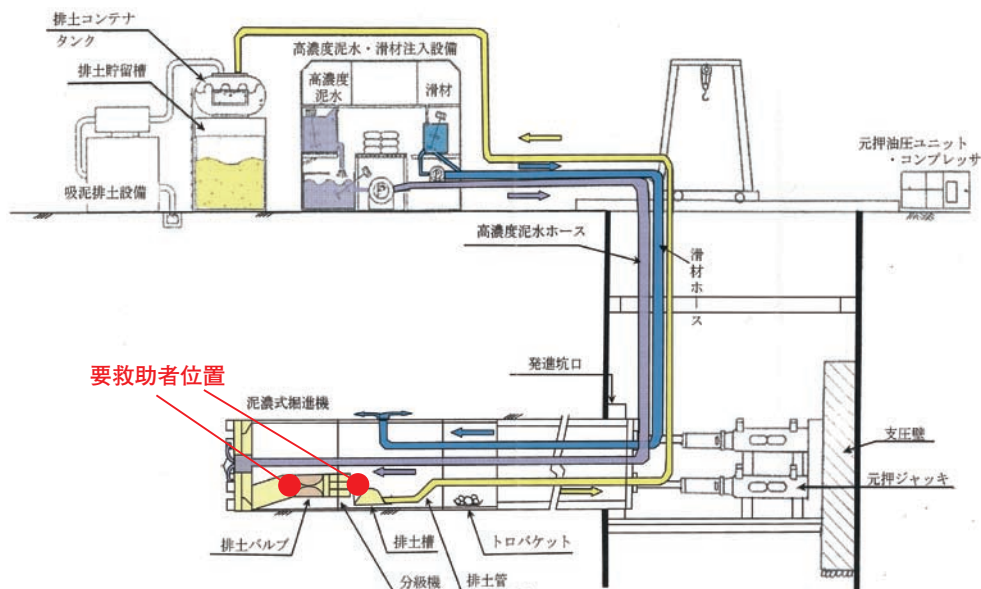 排土コンテナ
タンク
排土貯留槽
吸泥排土設備
高濃度泥水・滑材注入設備
高濃度
泥水
滑材
P
元押油圧ユニット
・コンプレッサ
高濃度泥水ホース
滑材ホース
要救助者位置
泥濃式掘進機
発進坑口
支圧壁
元押ジャッキ
排土バルブ
分級機
排土槽
排土管
トロバケット